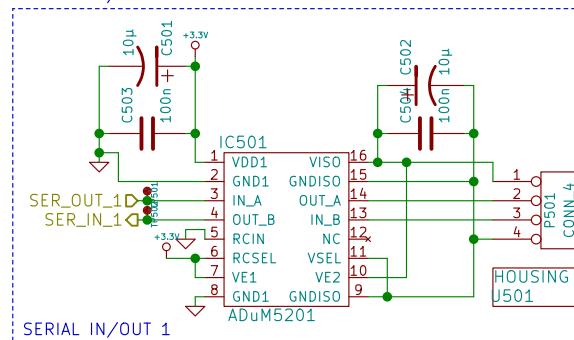 10µ
C501
+3.3V
C503
100n
C502
10µ
C504
100n
IC501
1 VDD1 VISO 16
2 GND1 GNDISO 15
3 IN_A OUT_A 14
4 OUT_B IN_B 13
5 RCIN NC 12
6 RCSEL VSEL 11
7 VE1 VE2 10
8 GND1 GNDISO 9
ADuM5201
SER_OUT_1
SER_IN_1
+3.3V
1
2
3
4
P501
CONN_4
HOUSING
U501
SERIAL IN/OUT 1